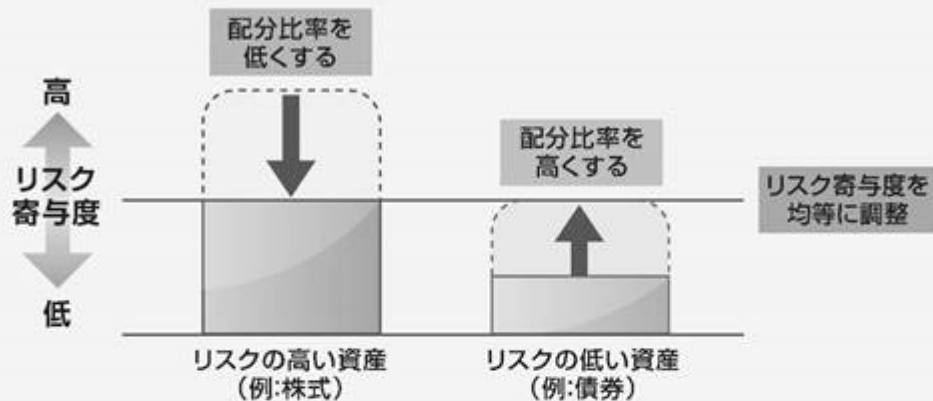 配分比率を
低くする
高
リスク
寄与度
低
配分比率を
高くする
リスク寄与度を
均等に調整
リスクの高い資産
（例:株式）
リスクの低い資産
（例:債券）